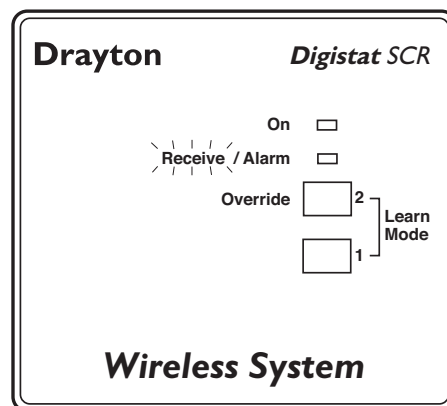 Drayton Digistat SCR
On
Receive / Alarm
Override 2
Learn
Mode
1
Wireless System